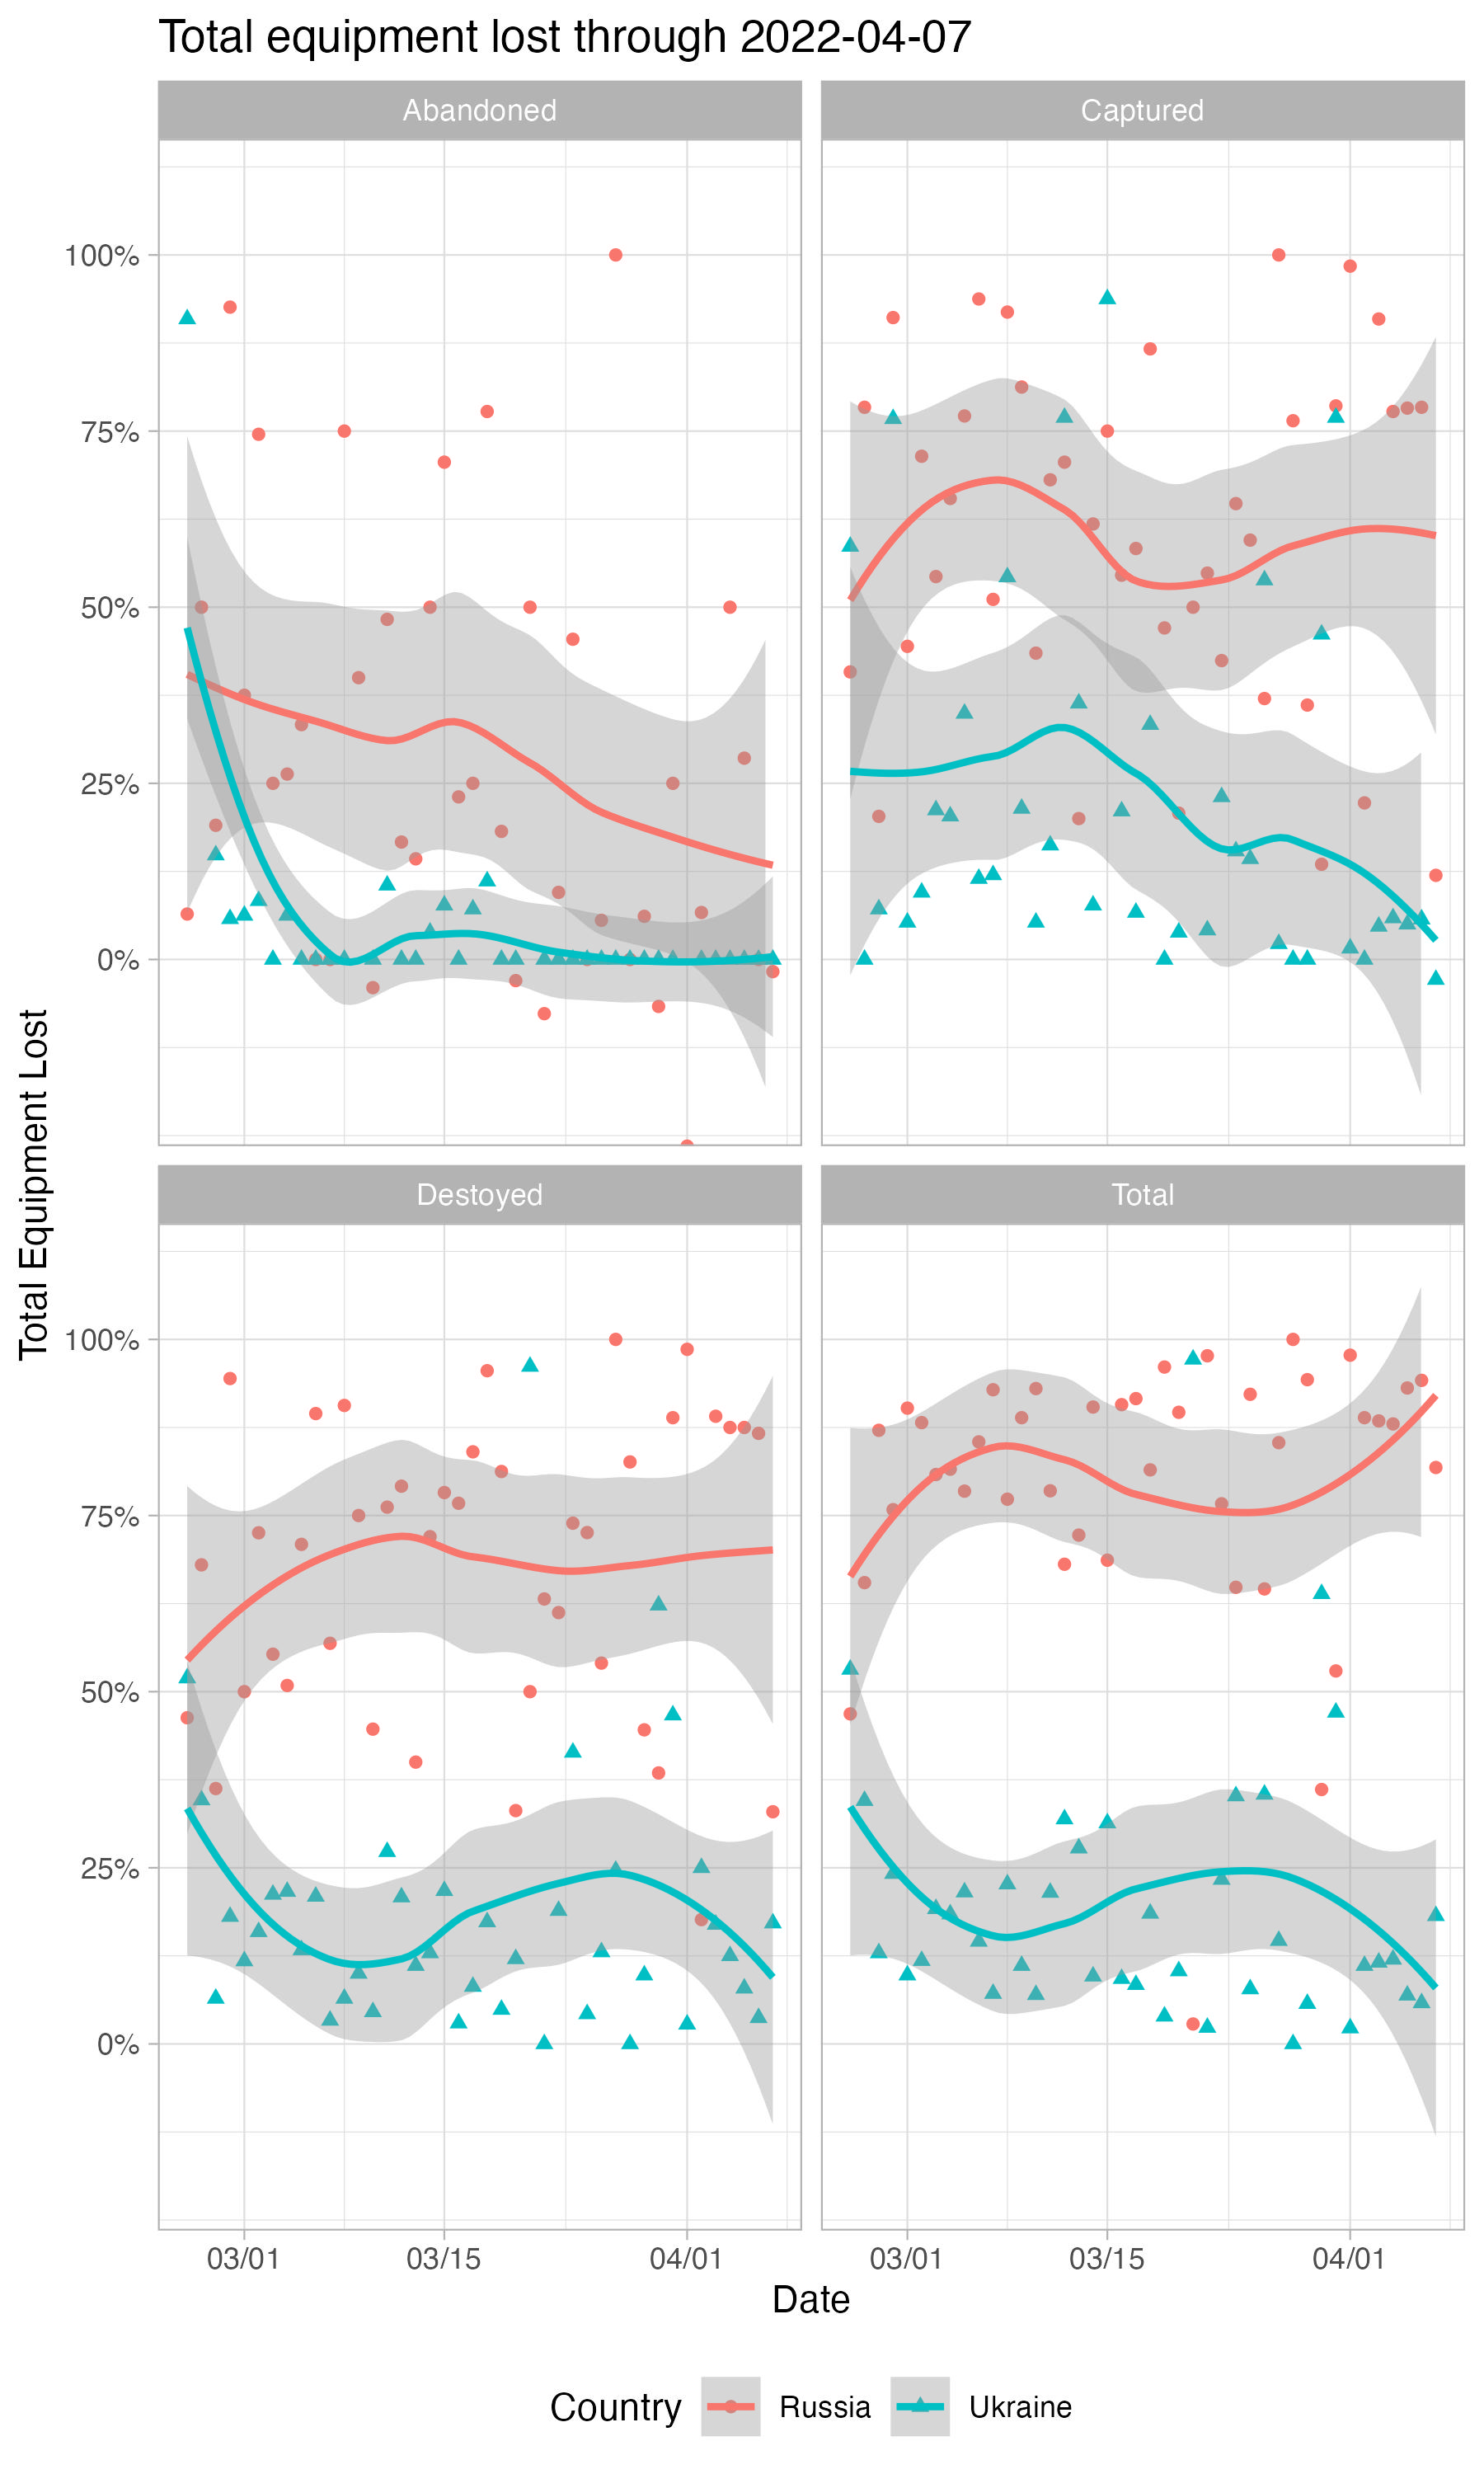 Total equipment lost through 2022-04-07
Abandoned
Captured
100%
75%
50%
25%
0%
Total Equipment Lost
Destoyed
Total
100%
75%
50%
25%
0%
03/01
03/15
04/01
03/01
03/15
04/01
Date
Country
Russia
Ukraine